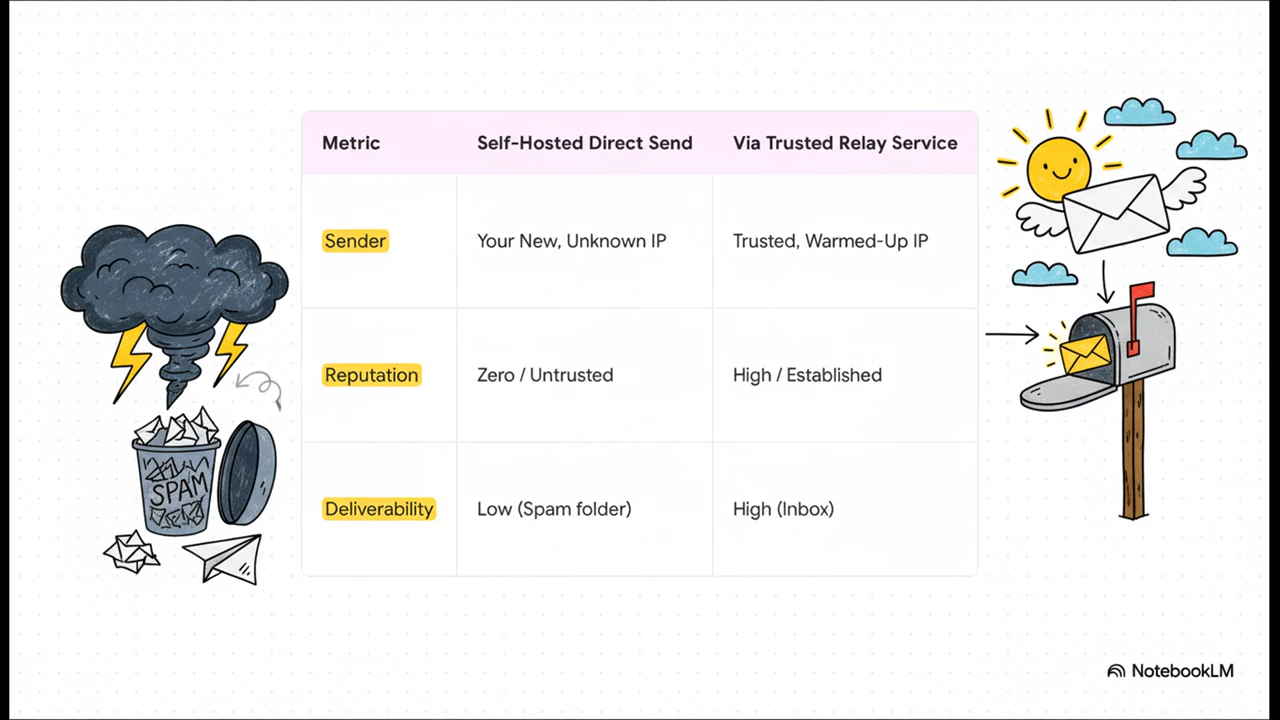 Metric Self-Hosted Direct Send Via Trusted Relay Service
Sender Your New, Unknown IP Trusted, Warmed-Up IP
Reputation Zero / Untrusted High / Established
Deliverability Low (Spam folder) High (Inbox)
SPAM
NotebookLM